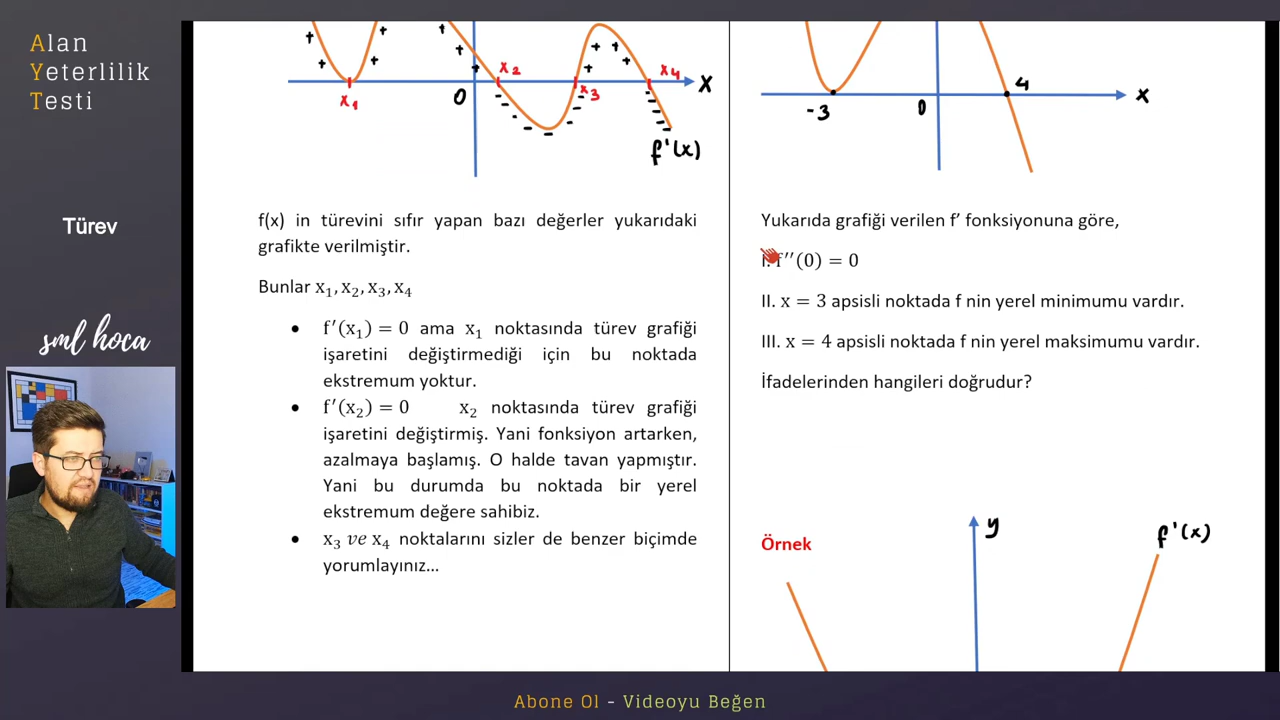 Alan
Yeterlilik
Testi
Türev
sml hoca
x1
x2
x3
x4
0
X
f'(x)
f(x) in türevini sıfır yapan bazı değerler yukarıdaki
grafikte verilmiştir.
Bunlar x₁, x₂, x₃, x₄
• f′(x₁) = 0 ama x₁ noktasında türev grafiği
işaretini değiştirmediği için bu noktada
ekstremum yoktur.
• f′(x₂) = 0 x₂ noktasında türev grafiği
işaretini değiştirmiş. Yani fonksiyon artarken,
azalmaya başlamış. O halde tavan yapmıştır.
Yani bu durumda bu noktada bir yerel
ekstremum değere sahibiz.
• x₃ ve x₄ noktalarını sizler de benzer biçimde
yorumlayınız...
-3
0
4
x
Yukarıda grafiği verilen f′ fonksiyonuna göre,
I. f′′(0) = 0
II. x = 3 apsisli noktada f nin yerel minimumu vardır.
III. x = 4 apsisli noktada f nin yerel maksimumu vardır.
İfadelerinden hangileri doğrudur?
Örnek
y
f'(x)
Abone Ol - Videoyu Beğen